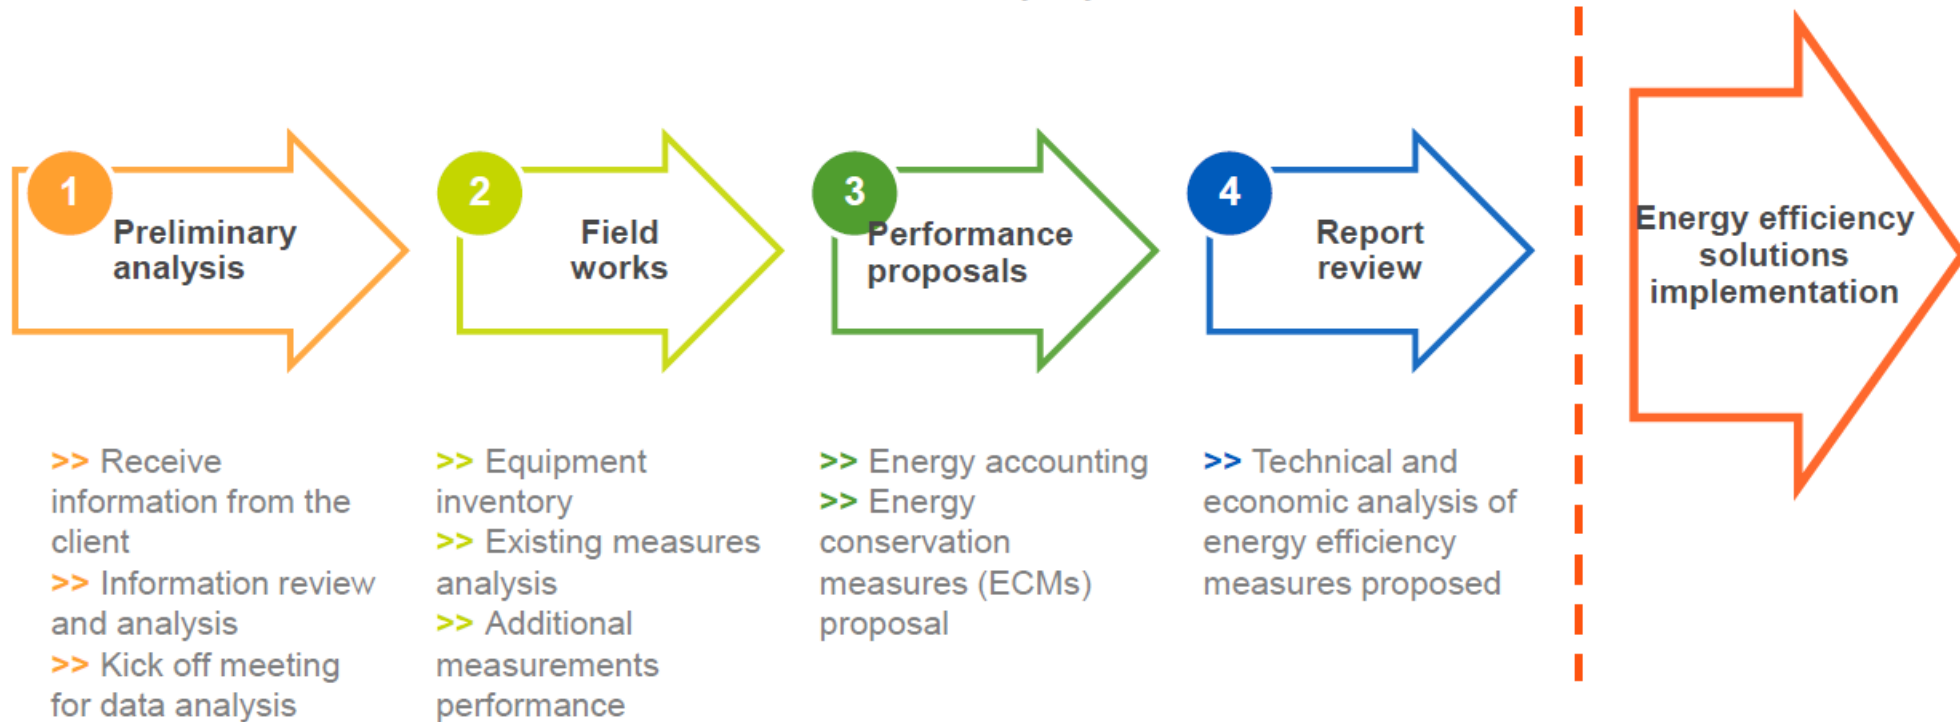 1
Preliminary
analysis
>> Receive
information from the
client
>> Information review
and analysis
>> Kick off meeting
for data analysis
2
Field
works
>> Equipment
inventory
>> Existing measures
analysis
>> Additional
measurements
performance
3
Performance
proposals
>> Energy accounting
>> Energy
conservation
measures (ECMs)
proposal
4
Report
review
>> Technical and
economic analysis of
energy efficiency
measures proposed
Energy efficiency
solutions
implementation